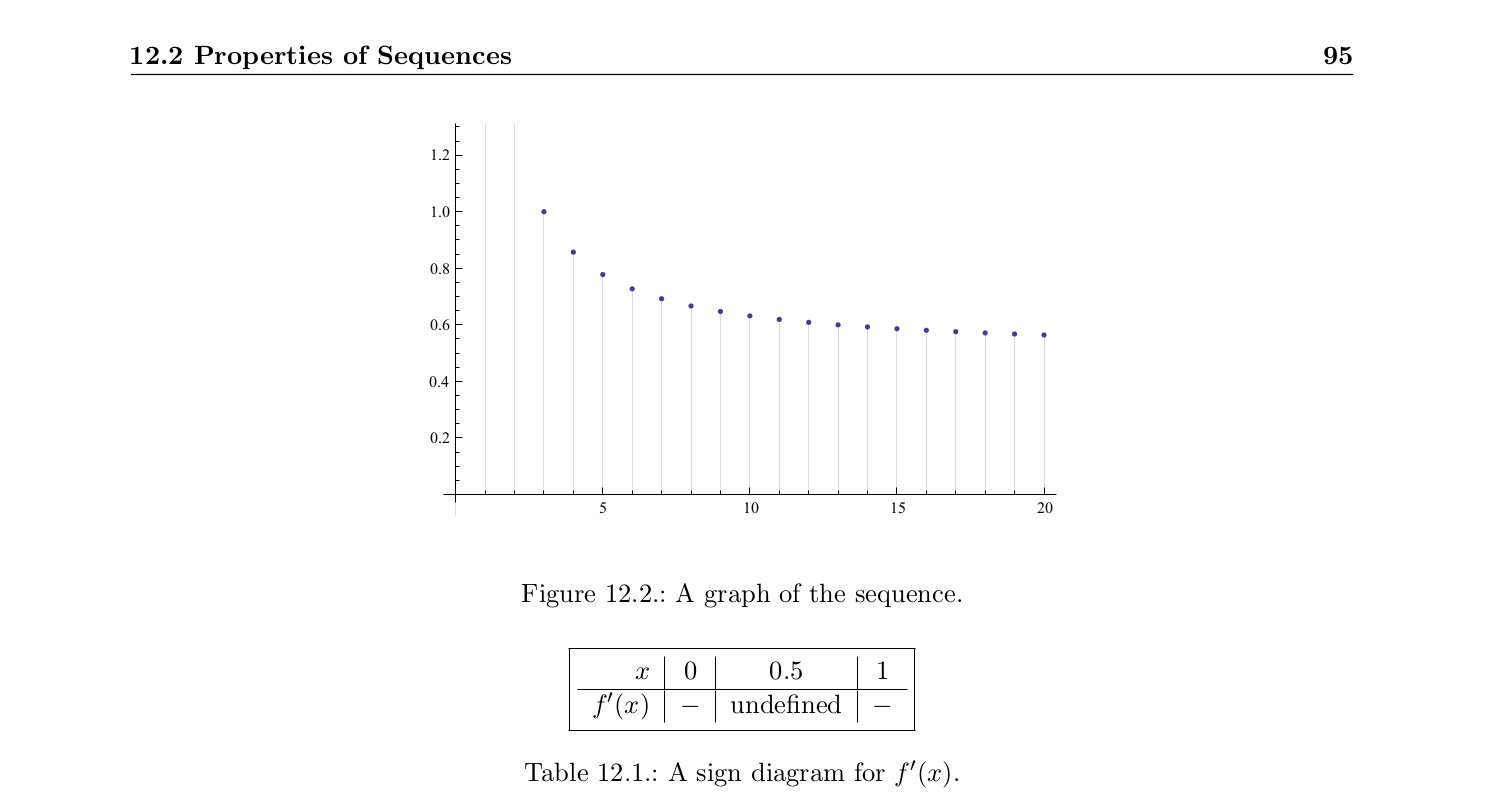 12.2 Properties of Sequences 95
1.2
1.0
0.8
0.6
0.4
0.2
5 10 15 20
Figure 12.2.: A graph of the sequence.
x 0 0.5 1
f′(x) − undefined −
Table 12.1.: A sign diagram for f′(x).